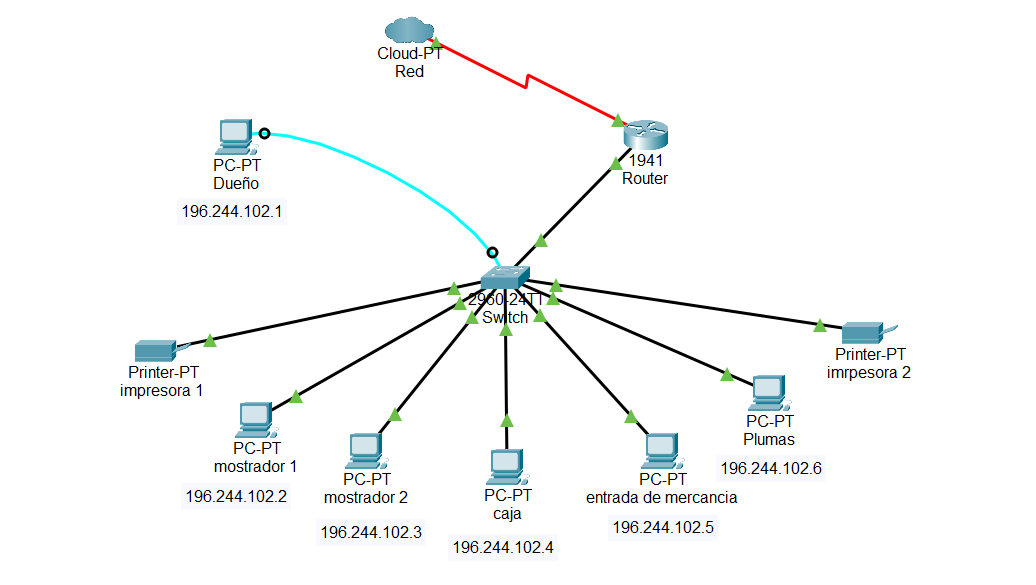 Cloud-PT
Red
1941
Router
PC-PT
Dueño
196.244.102.1
2960-24TT
Switch
Printer-PT
impresora 1
Printer-PT
imrpesora 2
PC-PT
mostrador 1
196.244.102.2
PC-PT
mostrador 2
196.244.102.3
PC-PT
caja
196.244.102.4
PC-PT
entrada de mercancia
196.244.102.5
PC-PT
Plumas
196.244.102.6